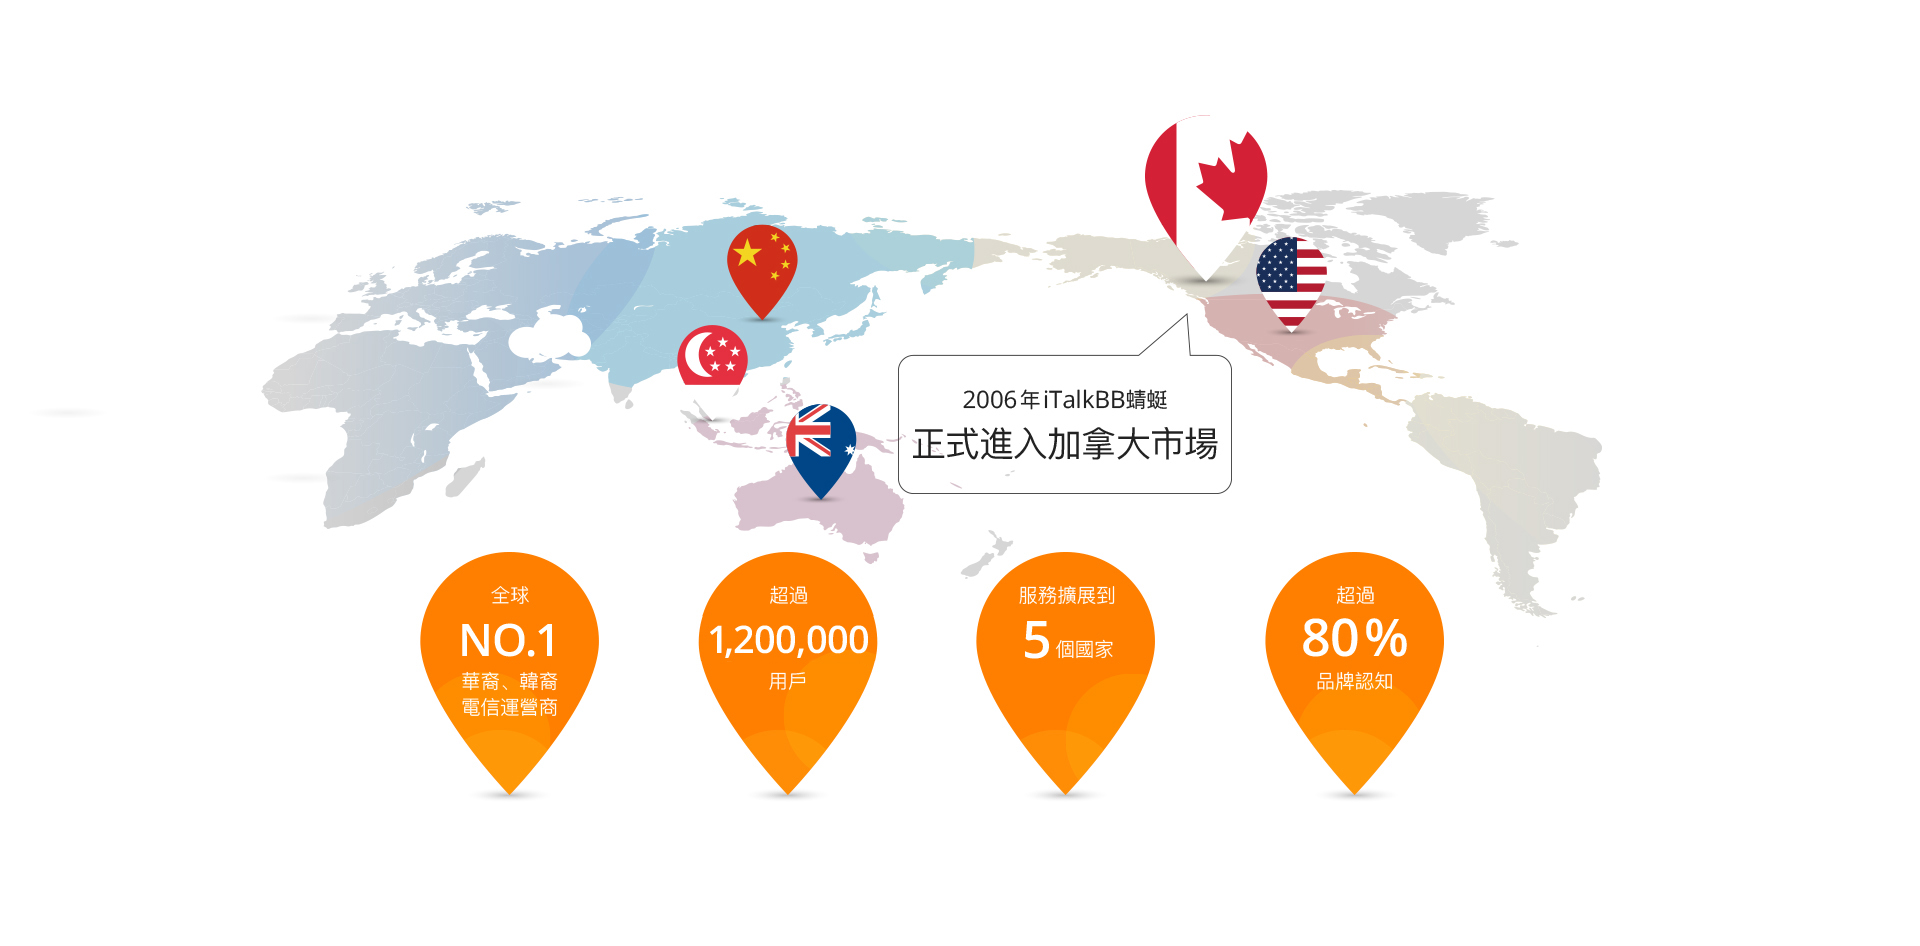 2006年iTalkBB蜻蜓
正式進入加拿大市場
全球
NO.1
華裔、韓裔
電信運營商
超過
1,200,000
用戶
服務擴展到
5個國家
超過
80%
品牌認知